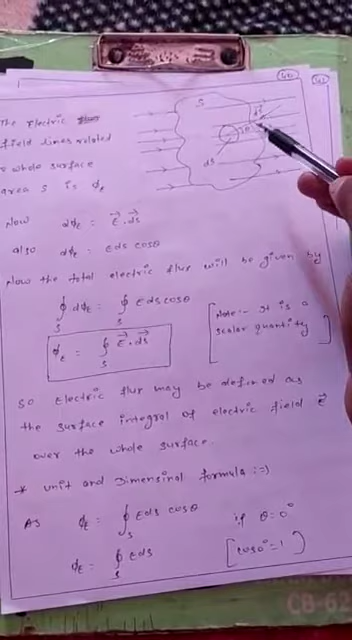 40 41
The electric
field lines related
whole surface
area S is ϕE
S
ds
θ
Now dϕE = E⃗.ds⃗
also dϕE = Eds cosθ
Now the total electric flux will be given by
∮S dϕE = ∮S Eds cosθ
ϕE = ∮S E⃗.ds⃗ [Note:- It is a scalar quantity]
so Electric flux may be defined as
the surface integral of electric field E⃗
over the whole surface.
* unit and Dimensional formula :⇒
As ϕE = ∮S Eds cosθ if θ=0°
ϕE = ∮S Eds [cos0°=1]
CB-62